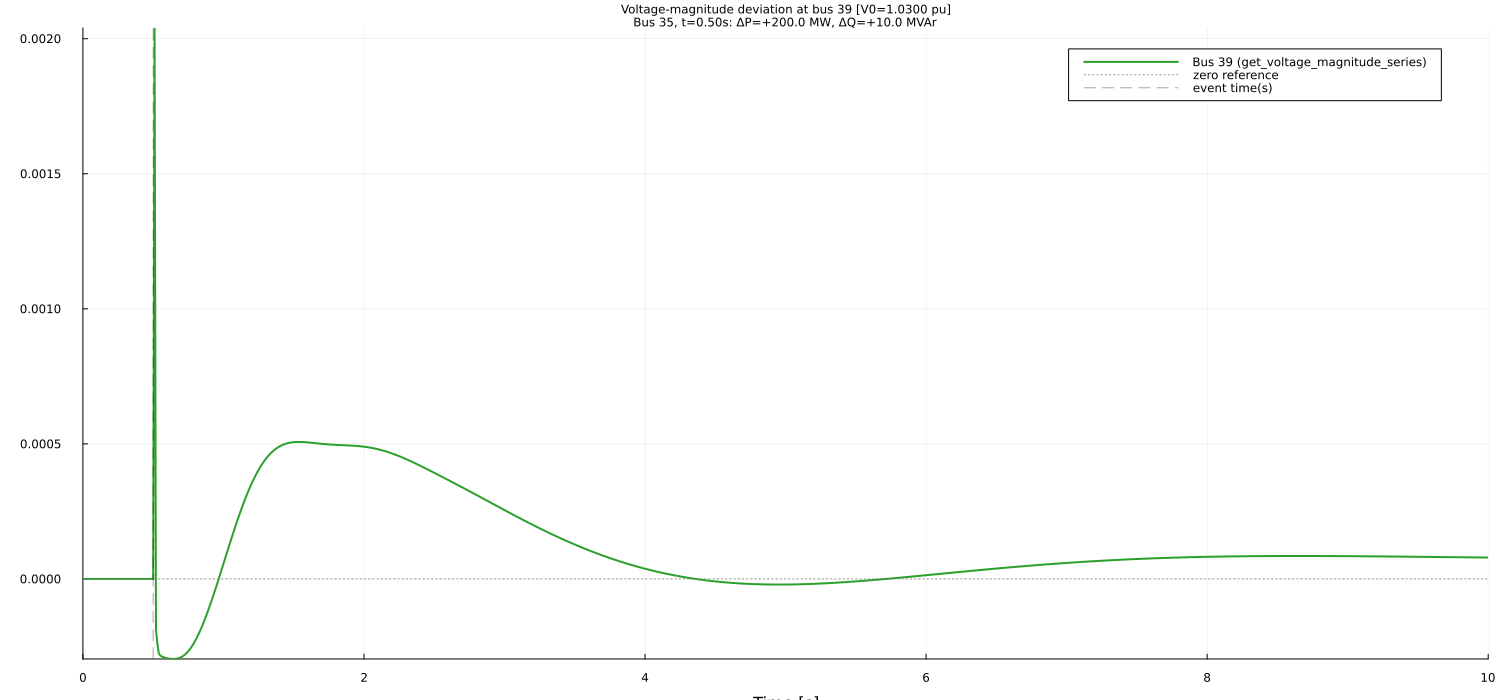 Voltage-magnitude deviation at bus 39 [V0=1.0300 pu]
Bus 35, t=0.50s: ΔP=+200.0 MW, ΔQ=+10.0 MVAr
0.0020
Bus 39 (get_voltage_magnitude_series)
zero reference
event time(s)
0.0015
0.0010
0.0005
0.0000
0 2 4 6 8 10
Time [s]